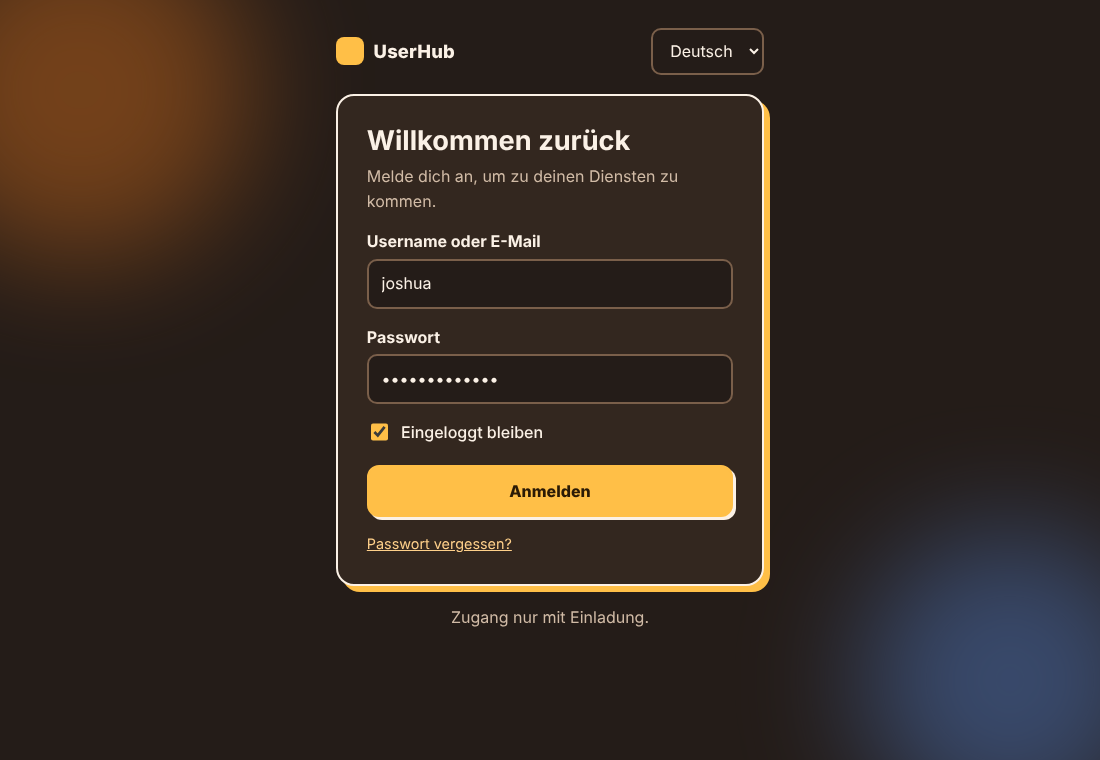 UserHub
Deutsch
Willkommen zurück
Melde dich an, um zu deinen Diensten zu
kommen.
Username oder E-Mail
joshua
Passwort
•••••••••••••
Eingeloggt bleiben
Anmelden
Passwort vergessen?
Zugang nur mit Einladung.